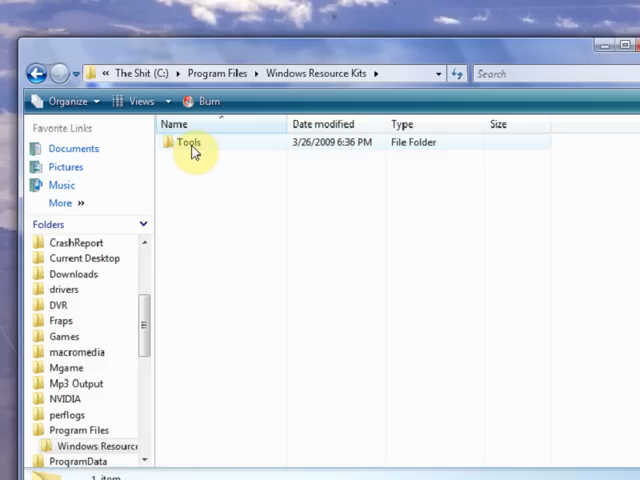 « The Shit (C:) ▸ Program Files ▸ Windows Resource Kits ▸
Search
Organize Views Burn
Favorite Links
Documents
Pictures
Music
More »
Folders
CrashReport
Current Desktop
Downloads
drivers
DVR
Fraps
Games
macromedia
Mgame
Mp3 Output
NVIDIA
perflogs
Program Files
Windows Resource
ProgramData
Name Date modified Type Size
Tools 3/26/2009 6:36 PM File Folder
1 item